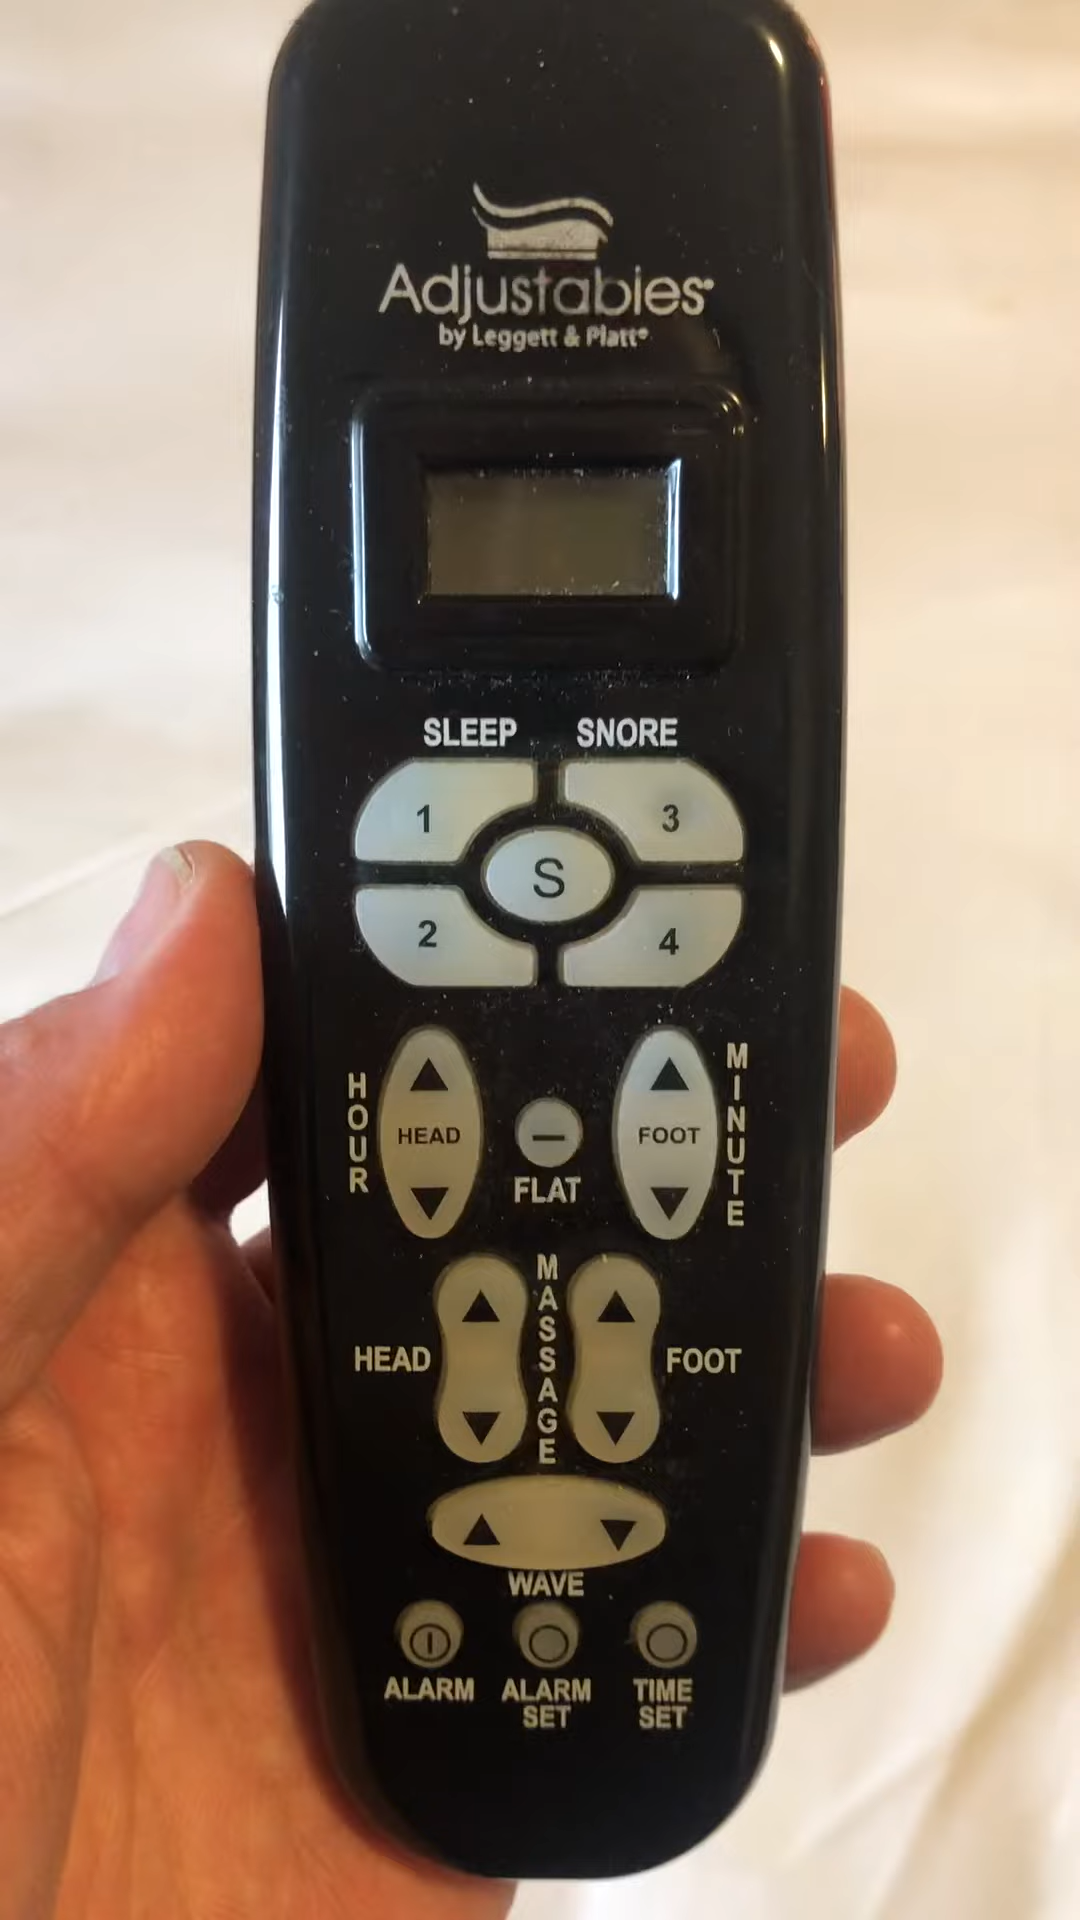 Adjustables®
by Leggett & Platt®
SLEEP SNORE
1 3
S
2 4
HOUR HEAD FOOT MINUTE
FLAT
MASSAGE
HEAD FOOT
WAVE
ALARM ALARM SET TIME SET